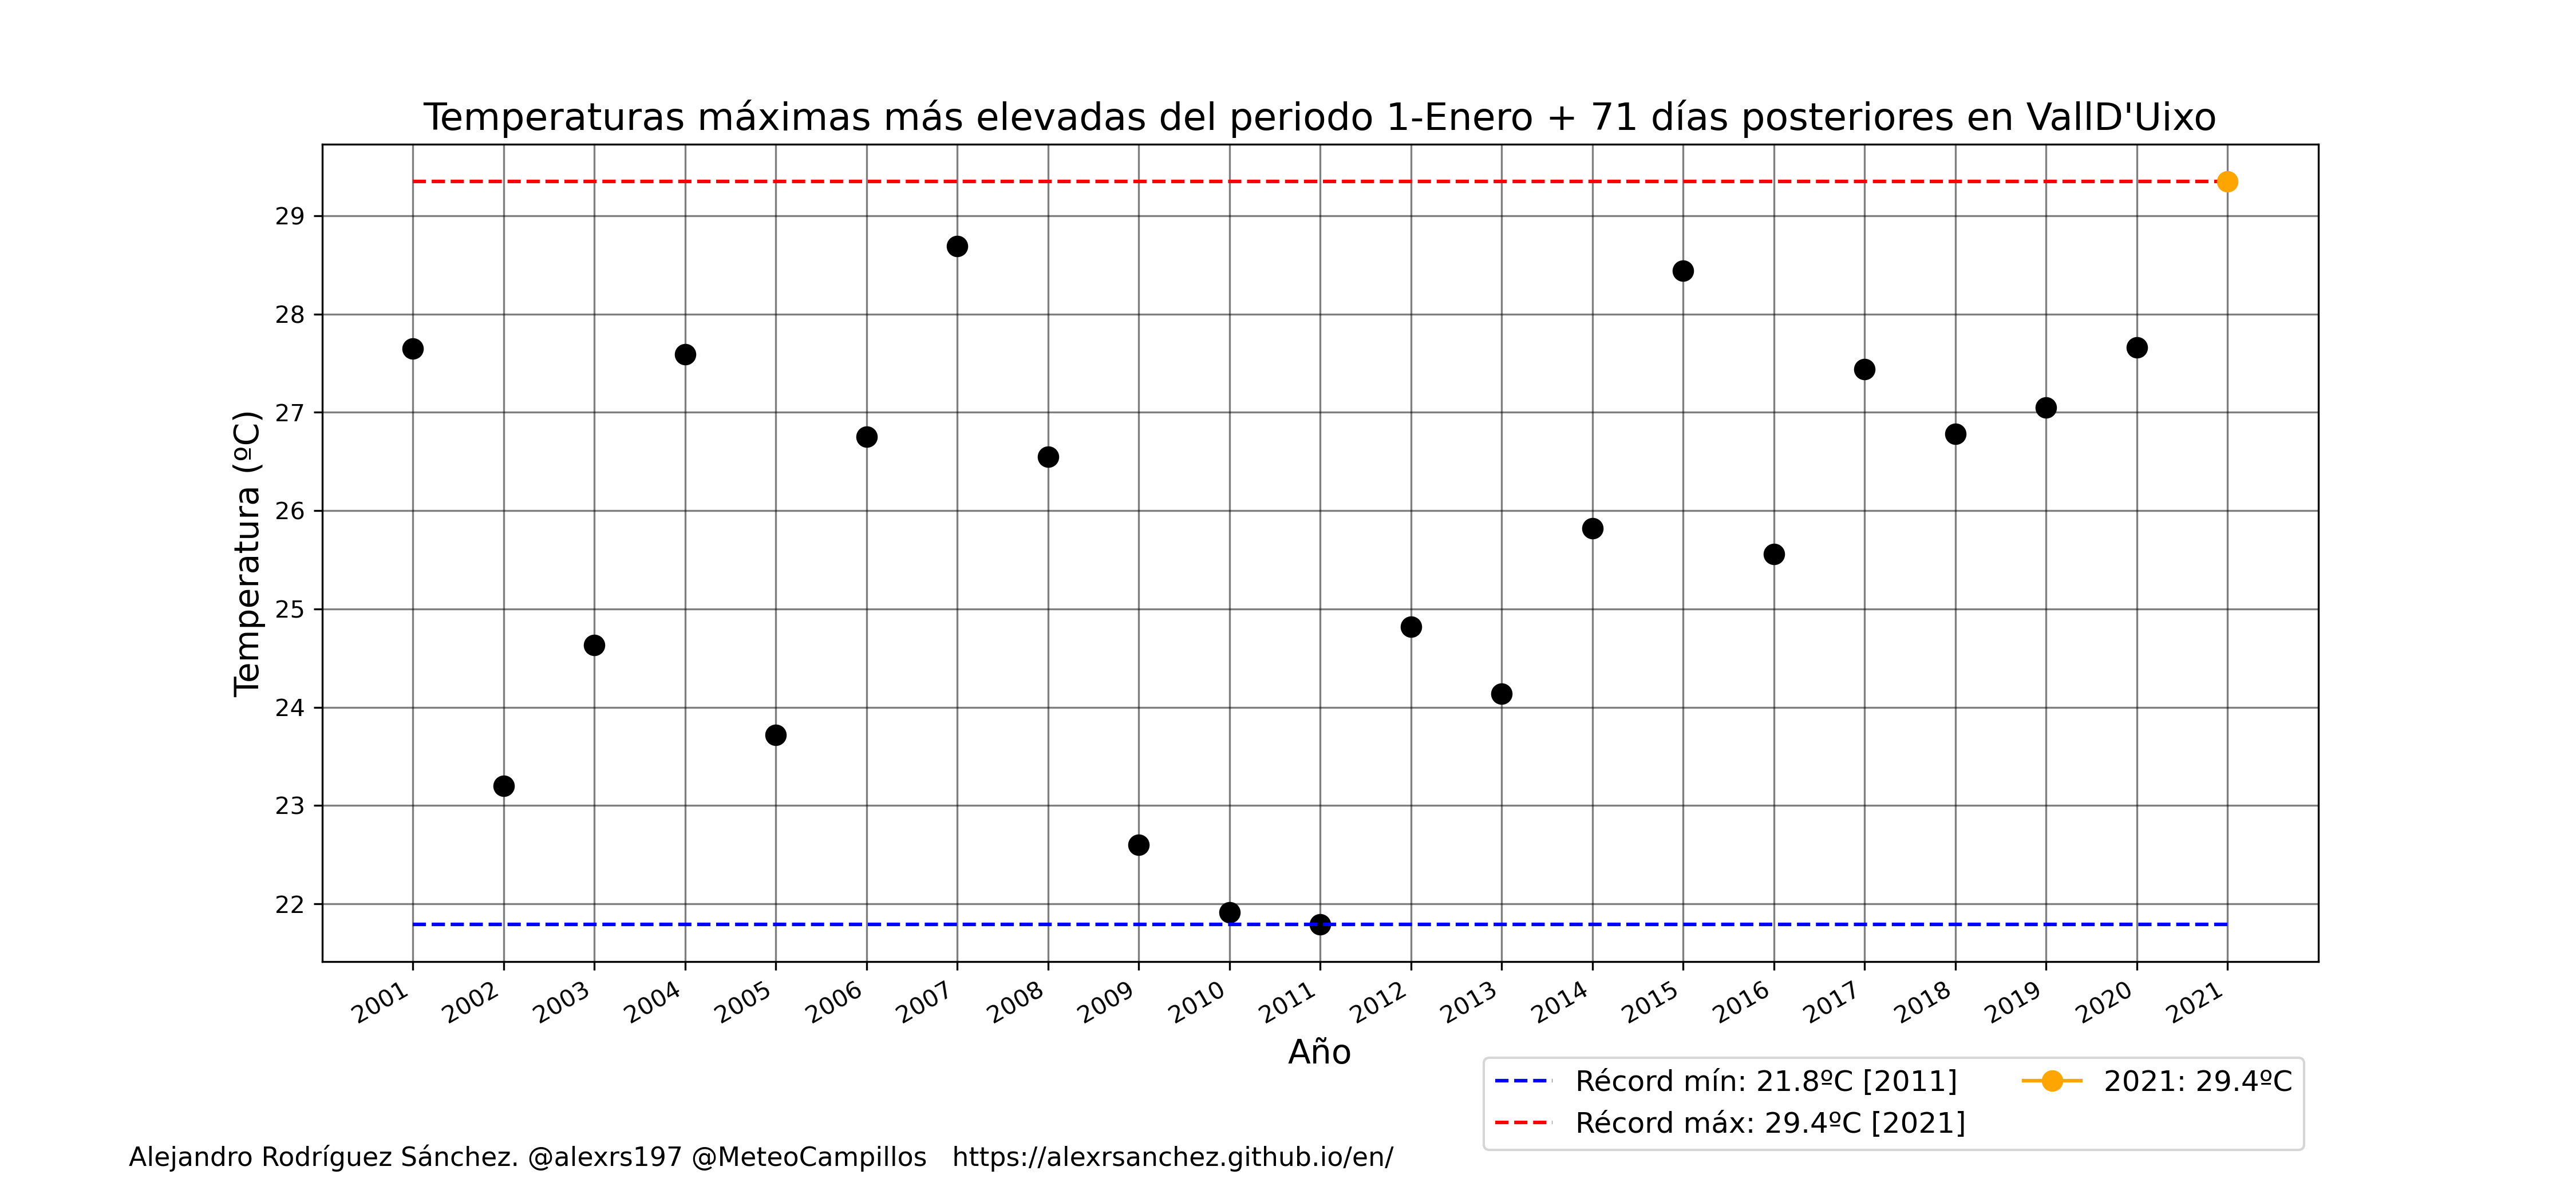 Temperaturas máximas más elevadas del periodo 1-Enero + 71 días posteriores en VallD'Uixo
Temperatura (ºC)
29
28
27
26
25
24
23
22
2001 2002 2003 2004 2005 2006 2007 2008 2009 2010 2011 2012 2013 2014 2015 2016 2017 2018 2019 2020 2021
Año
Récord mín: 21.8ºC [2011]
Récord máx: 29.4ºC [2021]
2021: 29.4ºC
Alejandro Rodríguez Sánchez. @alexrs197 @MeteoCampillos https://alexrsanchez.github.io/en/